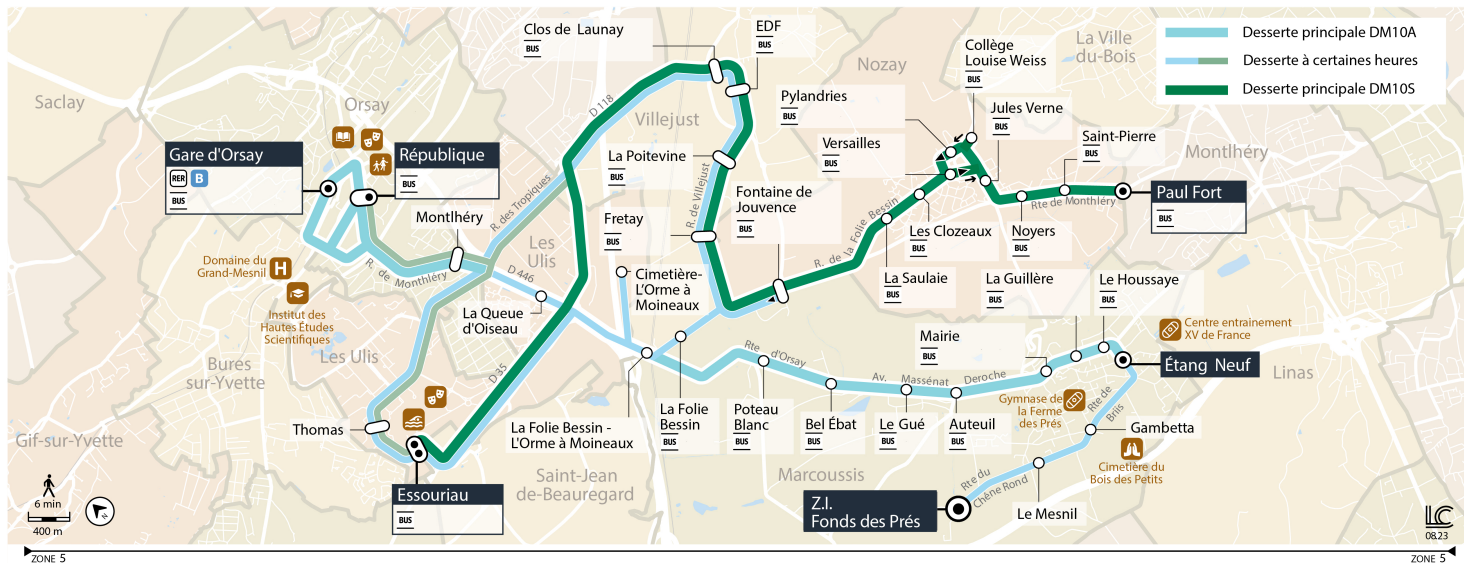 Clos de Launay
BUS
EDF
BUS
Collège
Louise Weiss
BUS
La Ville
du-Bois
Desserte principale DM10A
Desserte à certaines heures
Desserte principale DM10S
Saclay
Orsay
Nozay
Villejust
D 118
Pylandries
BUS
Jules Verne
BUS
Versailles
BUS
Saint-Pierre
BUS
Montlhéry
Gare d'Orsay
RER B
BUS
République
BUS
La Poitevine
BUS
R. de Villejust
Fontaine de
Jouvence
BUS
Paul Fort
BUS
Rte de Montlhéry
Montlhéry
R. des Tropiques
Fretay
BUS
R. de la Folie Bessin
Les Clozeaux
BUS
Noyers
BUS
Les
Ulis
Domaine du
Grand-Mesnil
H
R. de Montlhéry
D 446
Cimetière-
L'Orme à
Moineaux
La Saulaie
BUS
La Guillère
BUS
Le Houssaye
BUS
Institut des
Hautes Études
Scientifiques
La Queue
d'Oiseau
Les Ulis
Mairie
BUS
Centre entrainement
XV de France
Étang Neuf
Bures
sur-Yvette
D 35
Rte d'Orsay
Av. Massénat Deroche
Linas
Gymnase de
la Ferme
des Prés
Rte de
Briis
Gif-sur-Yvette
Thomas
La Folie Bessin -
L'Orme à Moineaux
La Folie
Bessin
BUS
Poteau
Blanc
BUS
Bel Ébat
BUS
Le Gué
BUS
Auteuil
BUS
Gambetta
Cimetière du
Bois des Petits
Saint-Jean
de-Beauregard
Marcoussis
Essouriau
BUS
Z.I.
Fonds des Prés
Rte du
Chêne Rond
Le Mesnil
6 min
400 m
N
LC
08.23
ZONE 5
ZONE 5